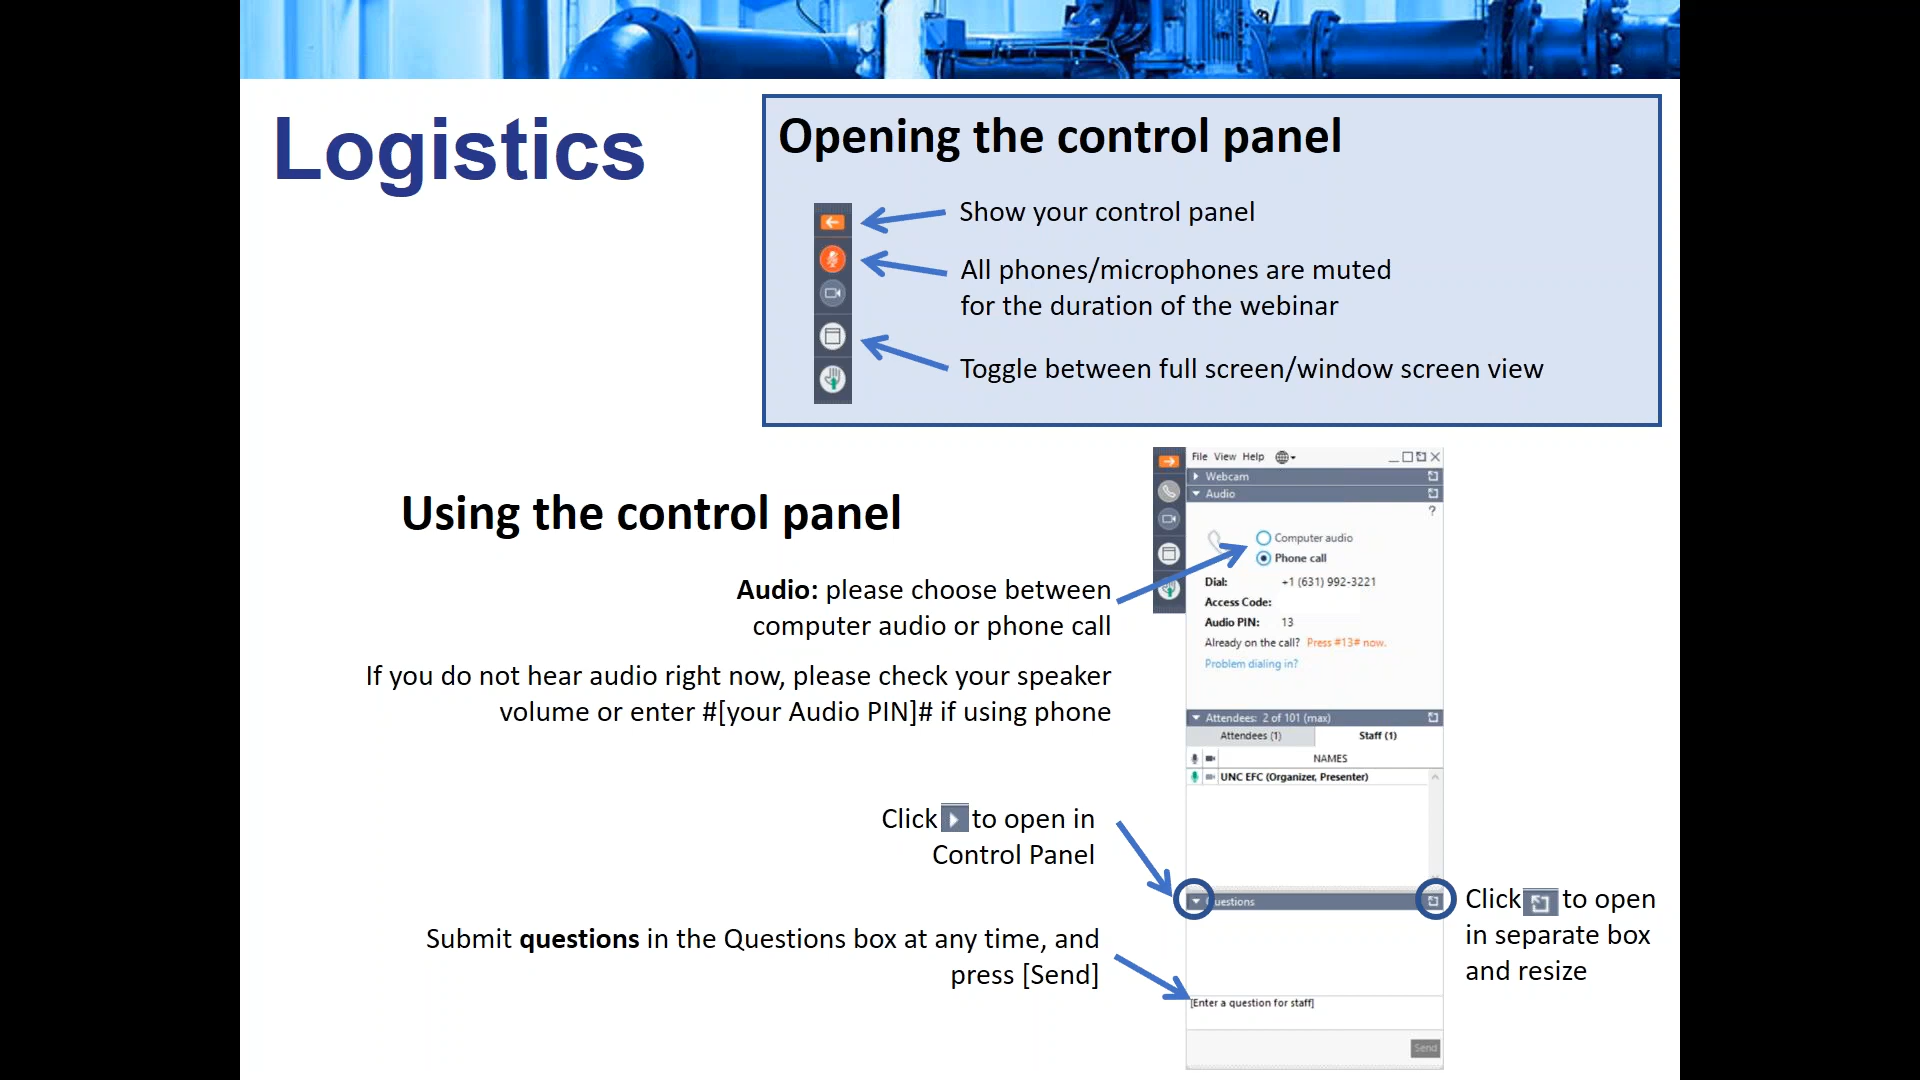 Logistics
Opening the control panel
Show your control panel
All phones/microphones are muted
for the duration of the webinar
Toggle between full screen/window screen view
Using the control panel
Audio: please choose between
computer audio or phone call
If you do not hear audio right now, please check your speaker
volume or enter #[your Audio PIN]# if using phone
Click to open in
Control Panel
Submit questions in the Questions box at any time, and
press [Send]
File View Help
Webcam
Audio
?
Computer audio
Phone call
Dial: +1 (631) 992-3221
Access Code:
Audio PIN: 13
Already on the call? Press #13# now.
Problem dialing in?
Attendees: 2 of 101 (max)
Attendees (1) Staff (1)
NAMES
UNC EFC (Organizer, Presenter)
Questions
[Enter a question for staff]
Send
Click to open
in separate box
and resize